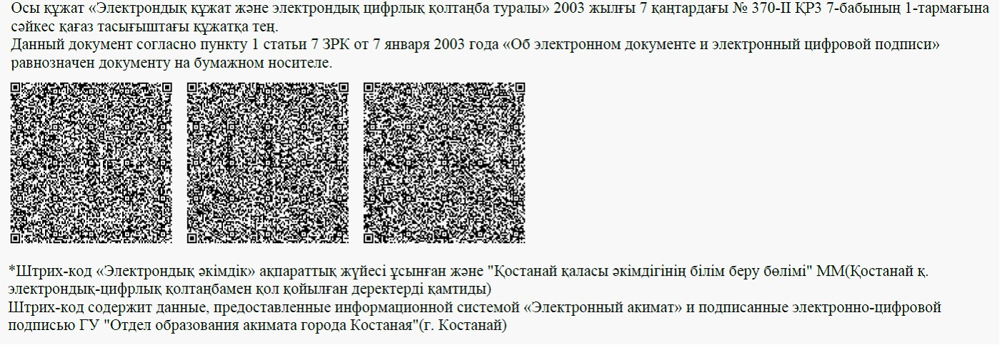 Осы құжат «Электрондық құжат және электрондық цифрлық қолтаңба туралы» 2003 жылғы 7 қаңтардағы № 370-II ҚРЗ 7-бабының 1-тармағына
сәйкес қағаз тасығыштағы құжатқа тең.
Данный документ согласно пункту 1 статьи 7 ЗРК от 7 января 2003 года «Об электронном документе и электронный цифровой подписи»
равнозначен документу на бумажном носителе.
*Штрих-код «Электрондық әкімдік» ақпараттық жүйесі ұсынған және "Қостанай қаласы әкімдігінің білім беру бөлімі" ММ(Қостанай қ.
электрондық-цифрлық қолтаңбамен қол қойылған деректерді қамтиды)
Штрих-код содержит данные, предоставленные информационной системой «Электронный акимат» и подписанные электронно-цифровой
подписью ГУ "Отдел образования акимата города Костаная"(г. Костанай)